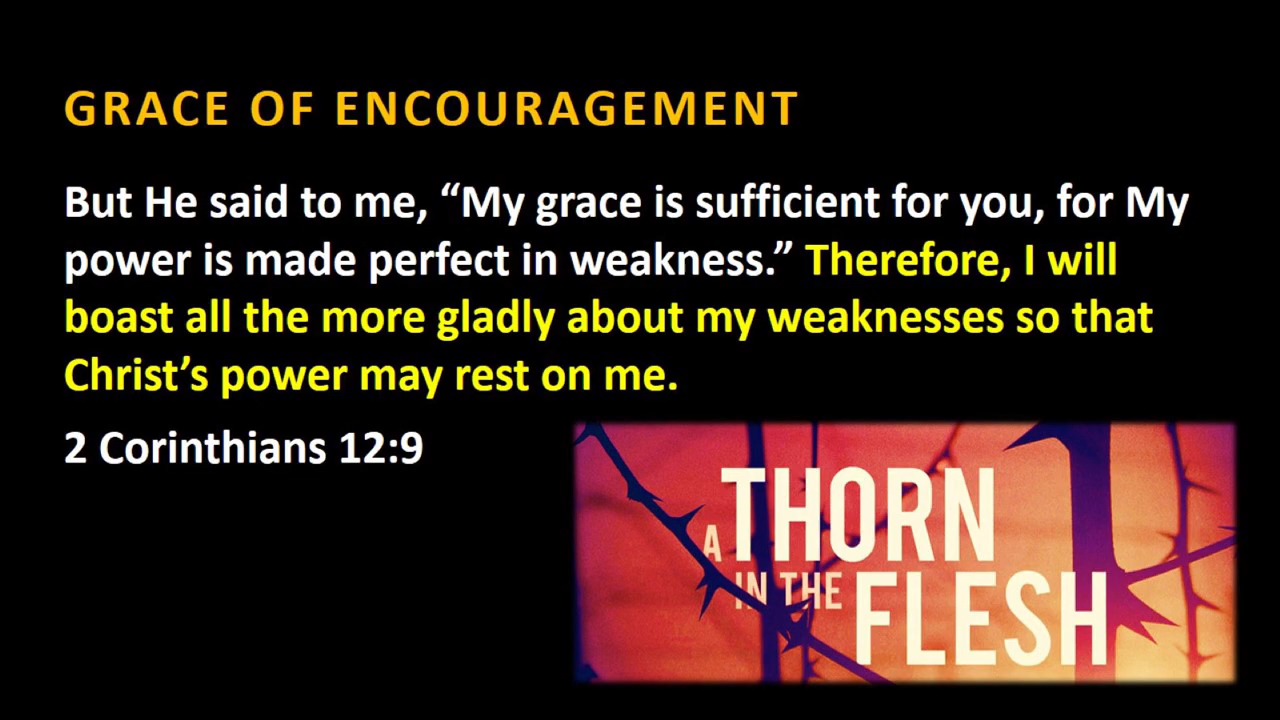 GRACE OF ENCOURAGEMENT
But He said to me, “My grace is sufficient for you, for My
power is made perfect in weakness.” Therefore, I will
boast all the more gladly about my weaknesses so that
Christ’s power may rest on me.
2 Corinthians 12:9
A THORN
IN THE FLESH